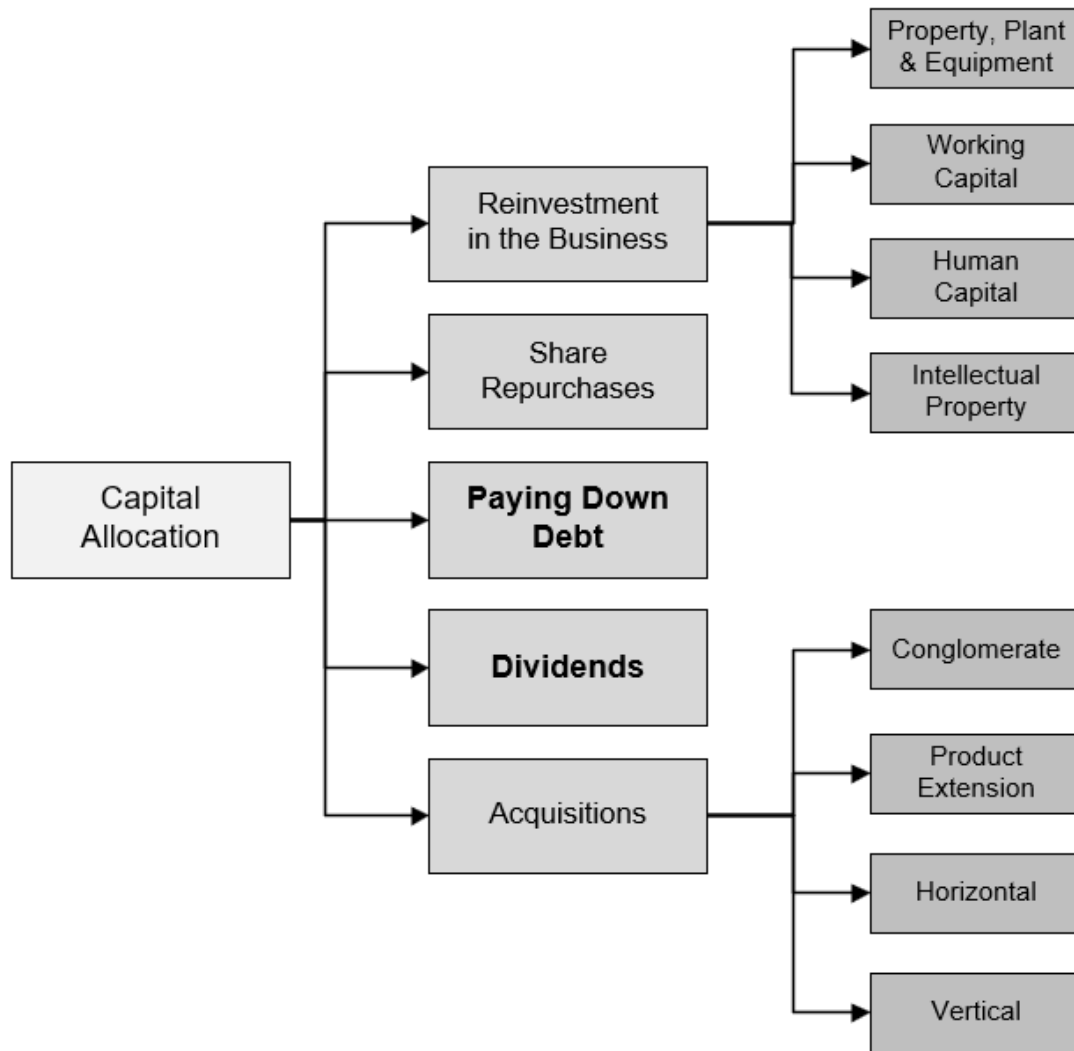 Property, Plant
& Equipment
Working
Capital
Reinvestment
in the Business
Human
Capital
Share
Repurchases
Intellectual
Property
Capital
Allocation
Paying Down
Debt
Dividends
Conglomerate
Product
Extension
Acquisitions
Horizontal
Vertical